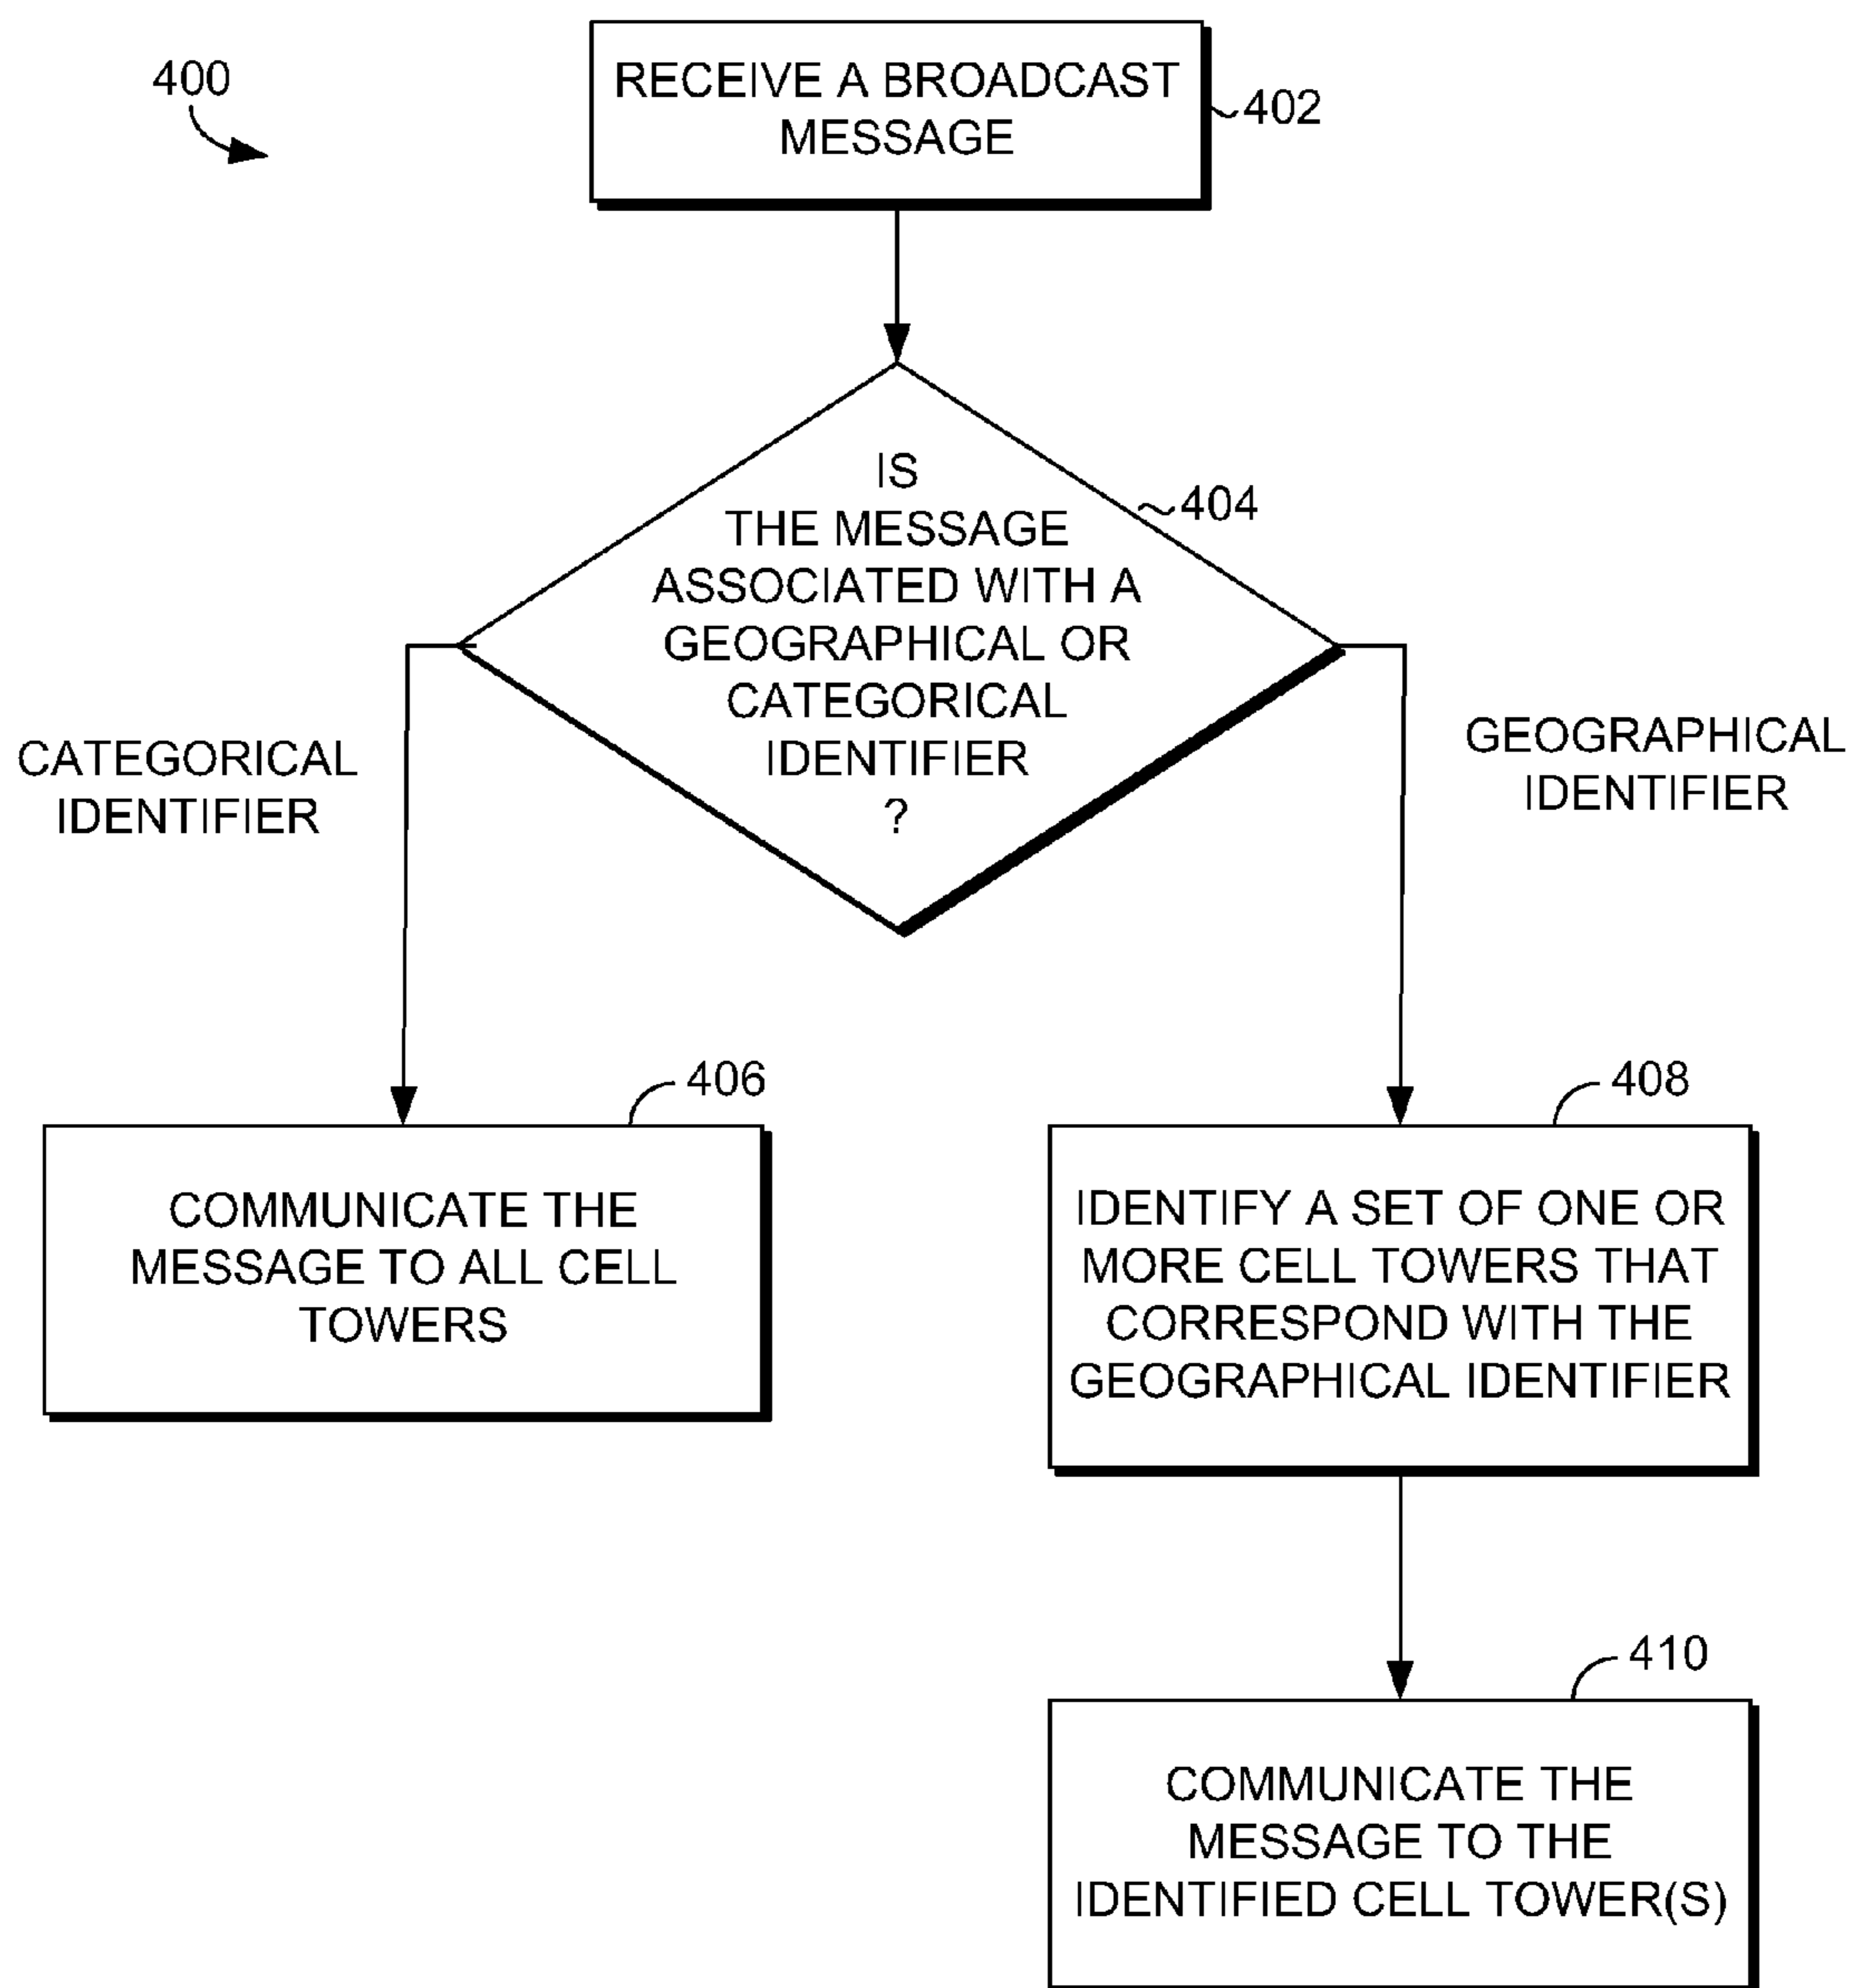 400
RECEIVE A BROADCAST
MESSAGE
402
IS
THE MESSAGE
ASSOCIATED WITH A
GEOGRAPHICAL OR
CATEGORICAL
IDENTIFIER
?
404
CATEGORICAL
IDENTIFIER
GEOGRAPHICAL
IDENTIFIER
406
COMMUNICATE THE
MESSAGE TO ALL CELL
TOWERS
408
IDENTIFY A SET OF ONE OR
MORE CELL TOWERS THAT
CORRESPOND WITH THE
GEOGRAPHICAL IDENTIFIER
410
COMMUNICATE THE
MESSAGE TO THE
IDENTIFIED CELL TOWER(S)